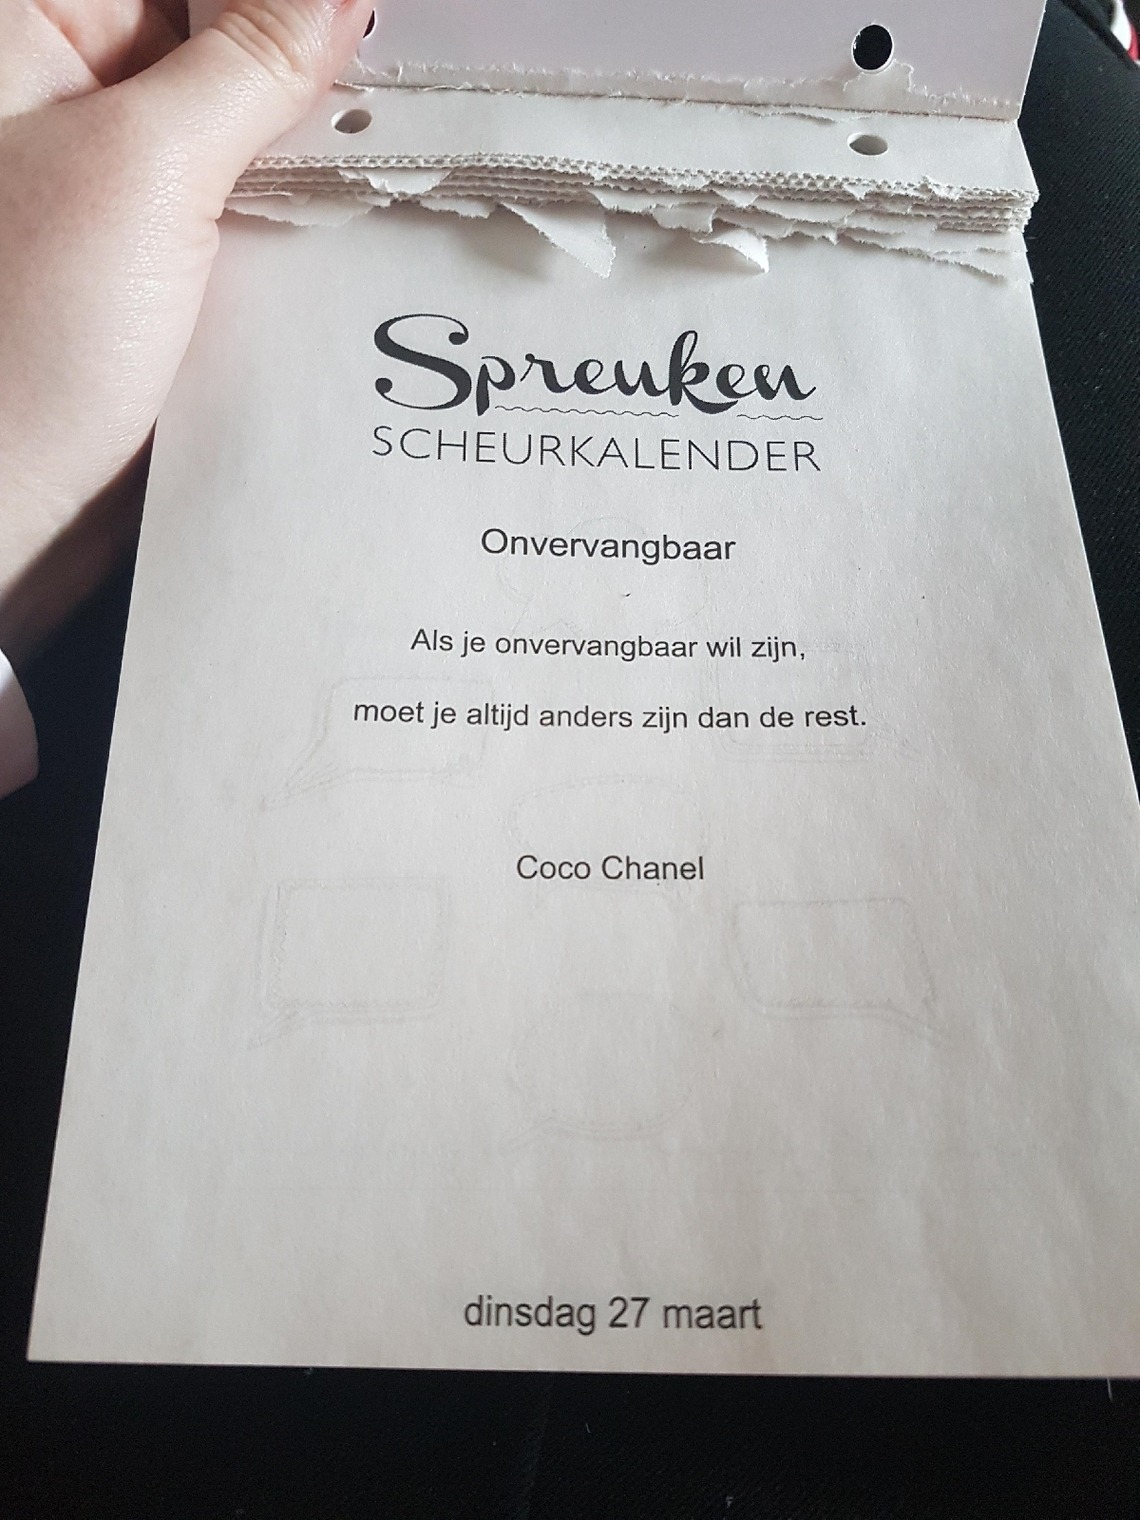 Spreuken
SCHEURKALENDER
Onvervangbaar
Als je onvervangbaar wil zijn,
moet je altijd anders zijn dan de rest.
Coco Chanel
dinsdag 27 maart